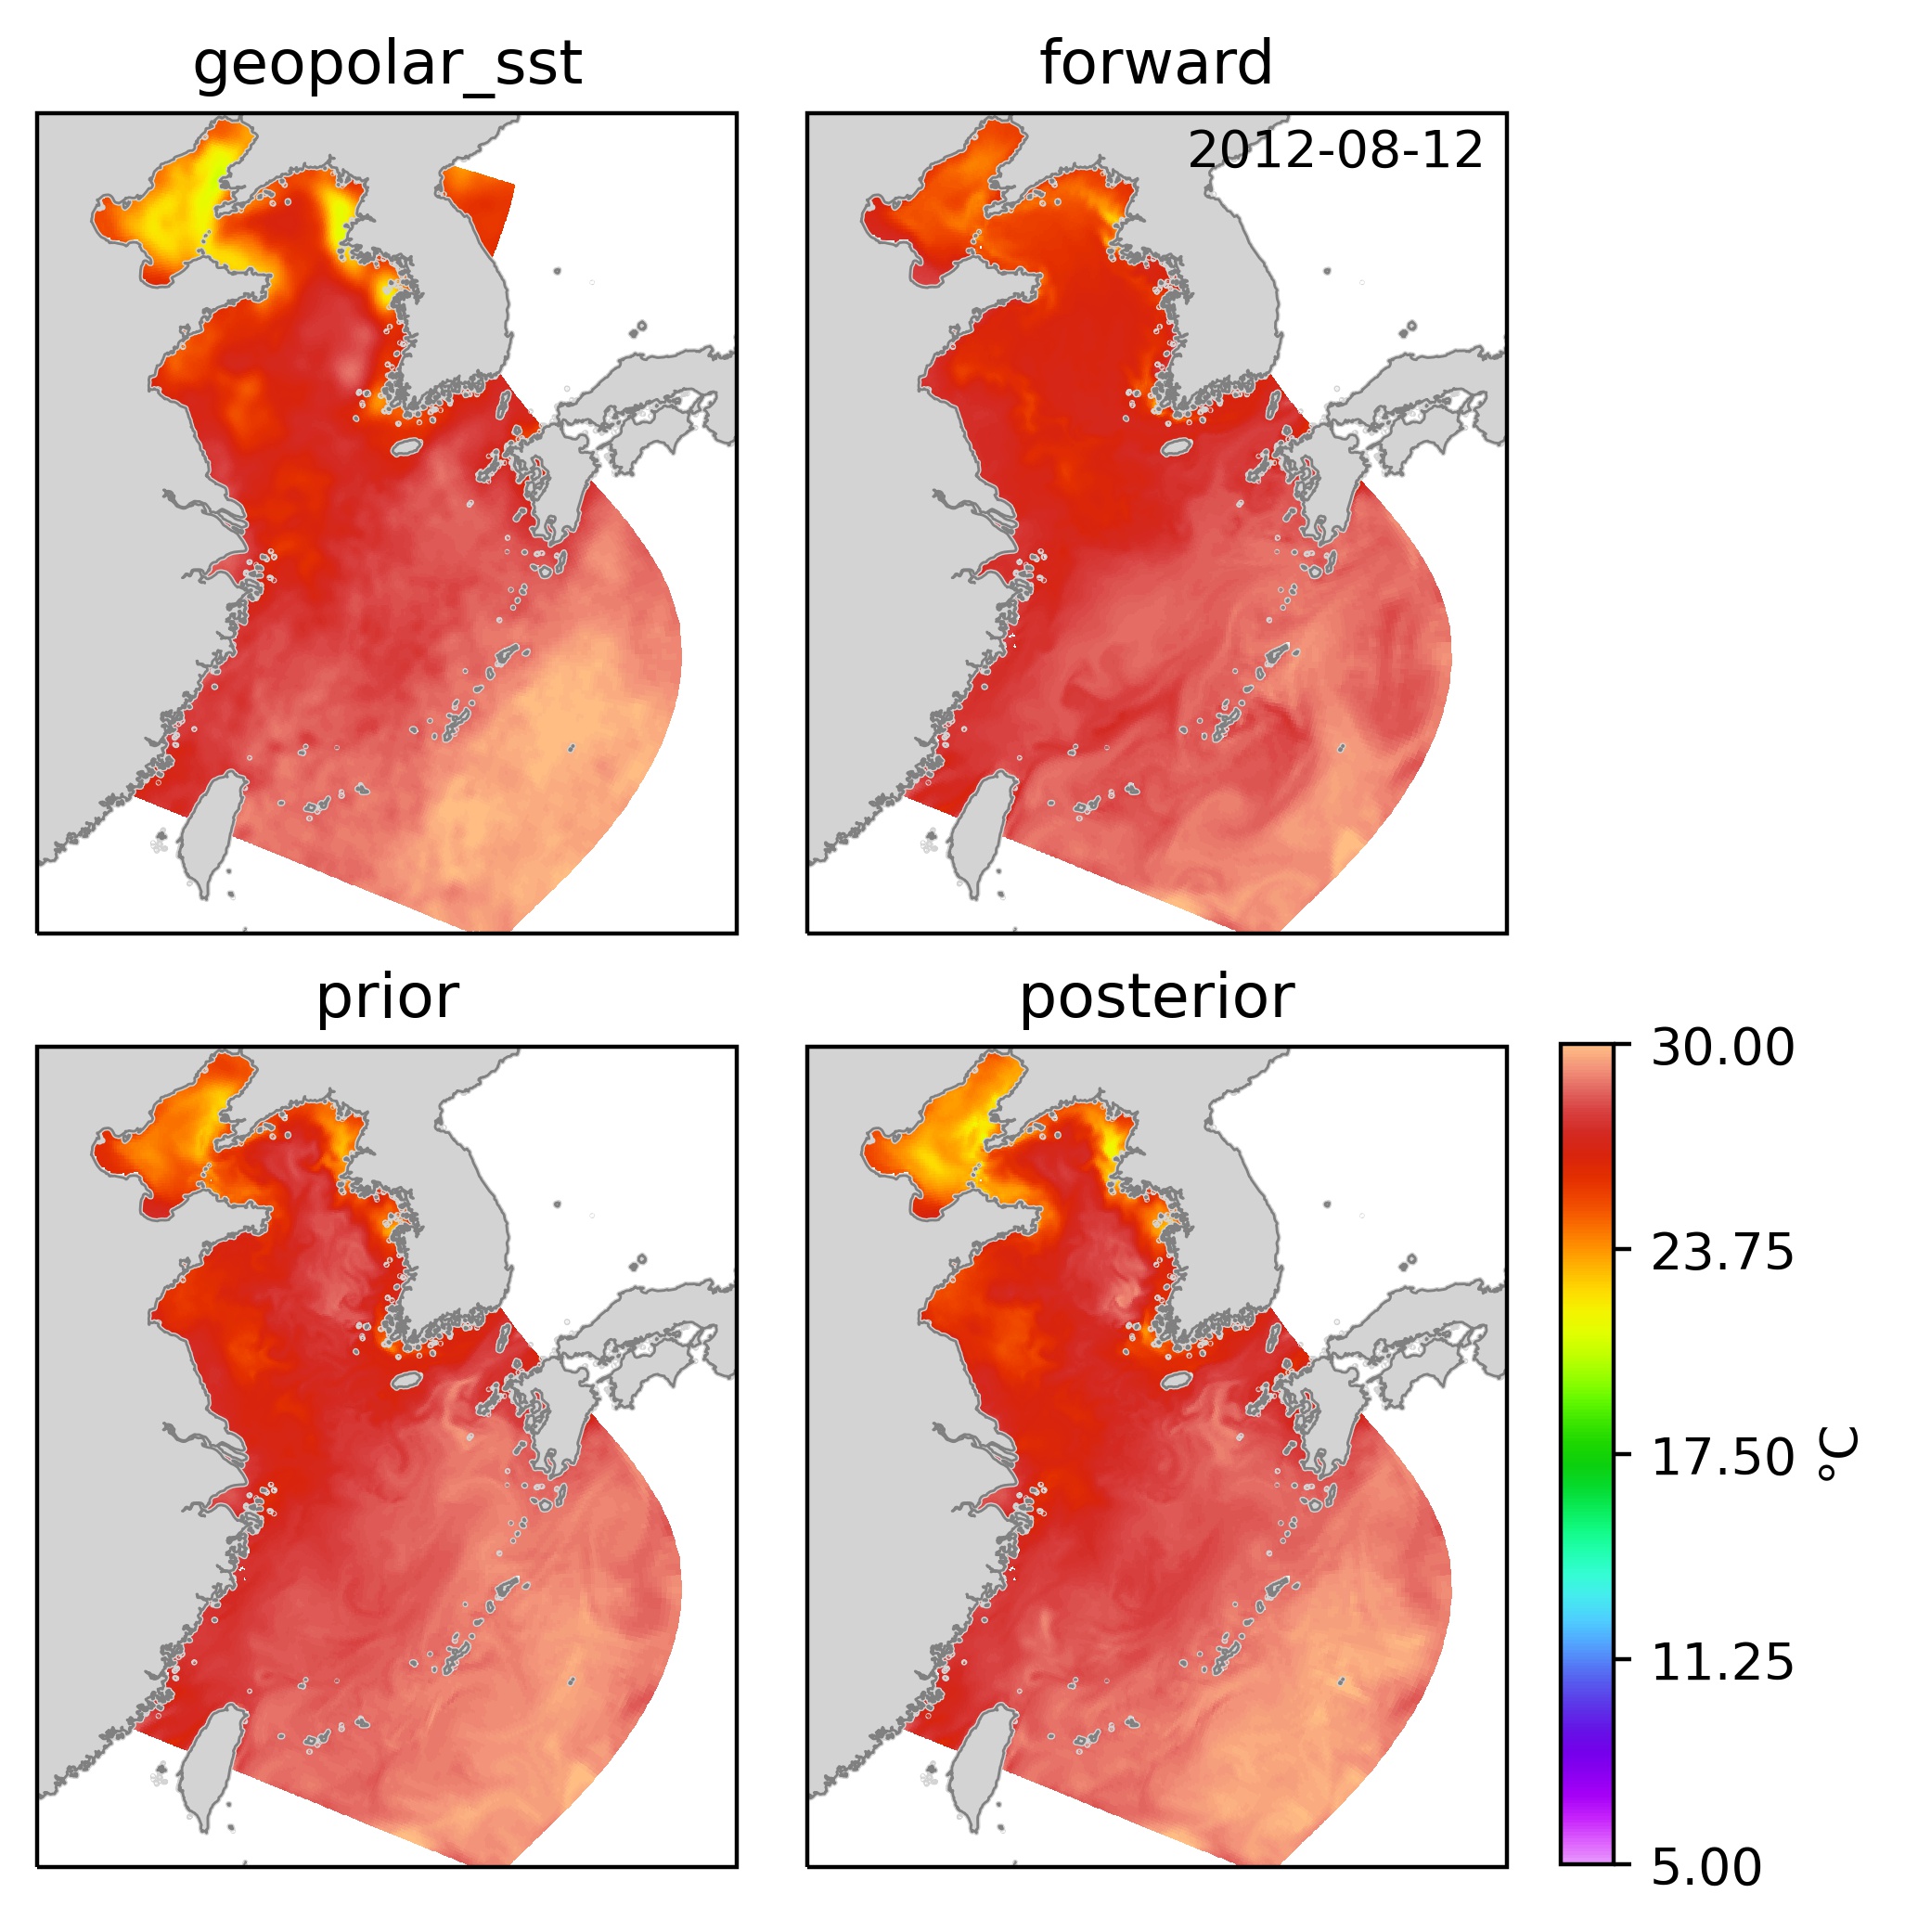 geopolar_sst
forward
2012-08-12
prior
posterior
30.00
23.75
17.50
11.25
5.00
°C